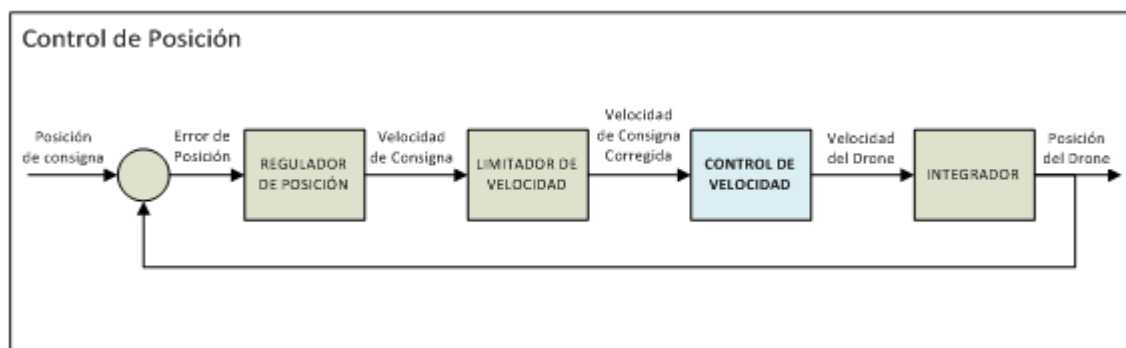 Control de Posición
Posición
de consigna
Error de
Posición
REGULADOR
DE POSICIÓN
Velocidad
de Consigna
LIMITADOR DE
VELOCIDAD
Velocidad
de Consigna
Corregida
CONTROL DE
VELOCIDAD
Velocidad
del Drone
INTEGRADOR
Posición
del Drone